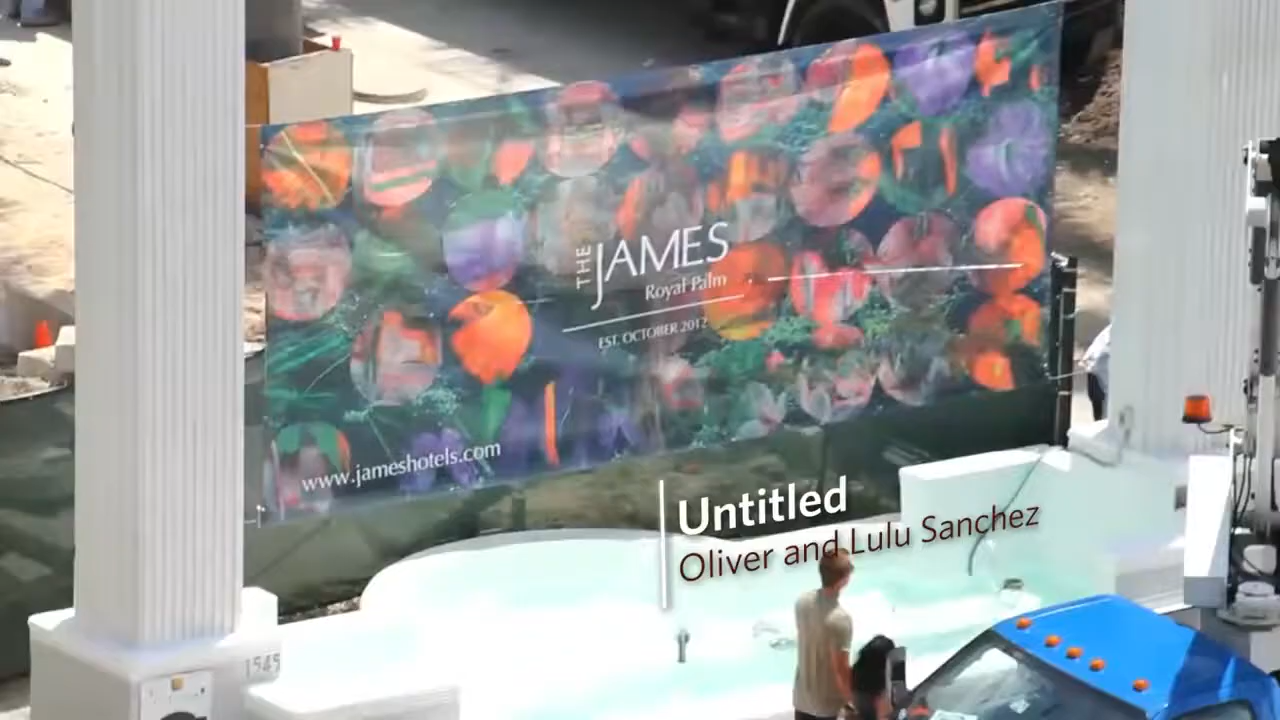 THE JAMES
Royal Palm
EST. OCTOBER 2012
www.jameshotels.com
Untitled
Oliver and Lulu Sanchez
1545